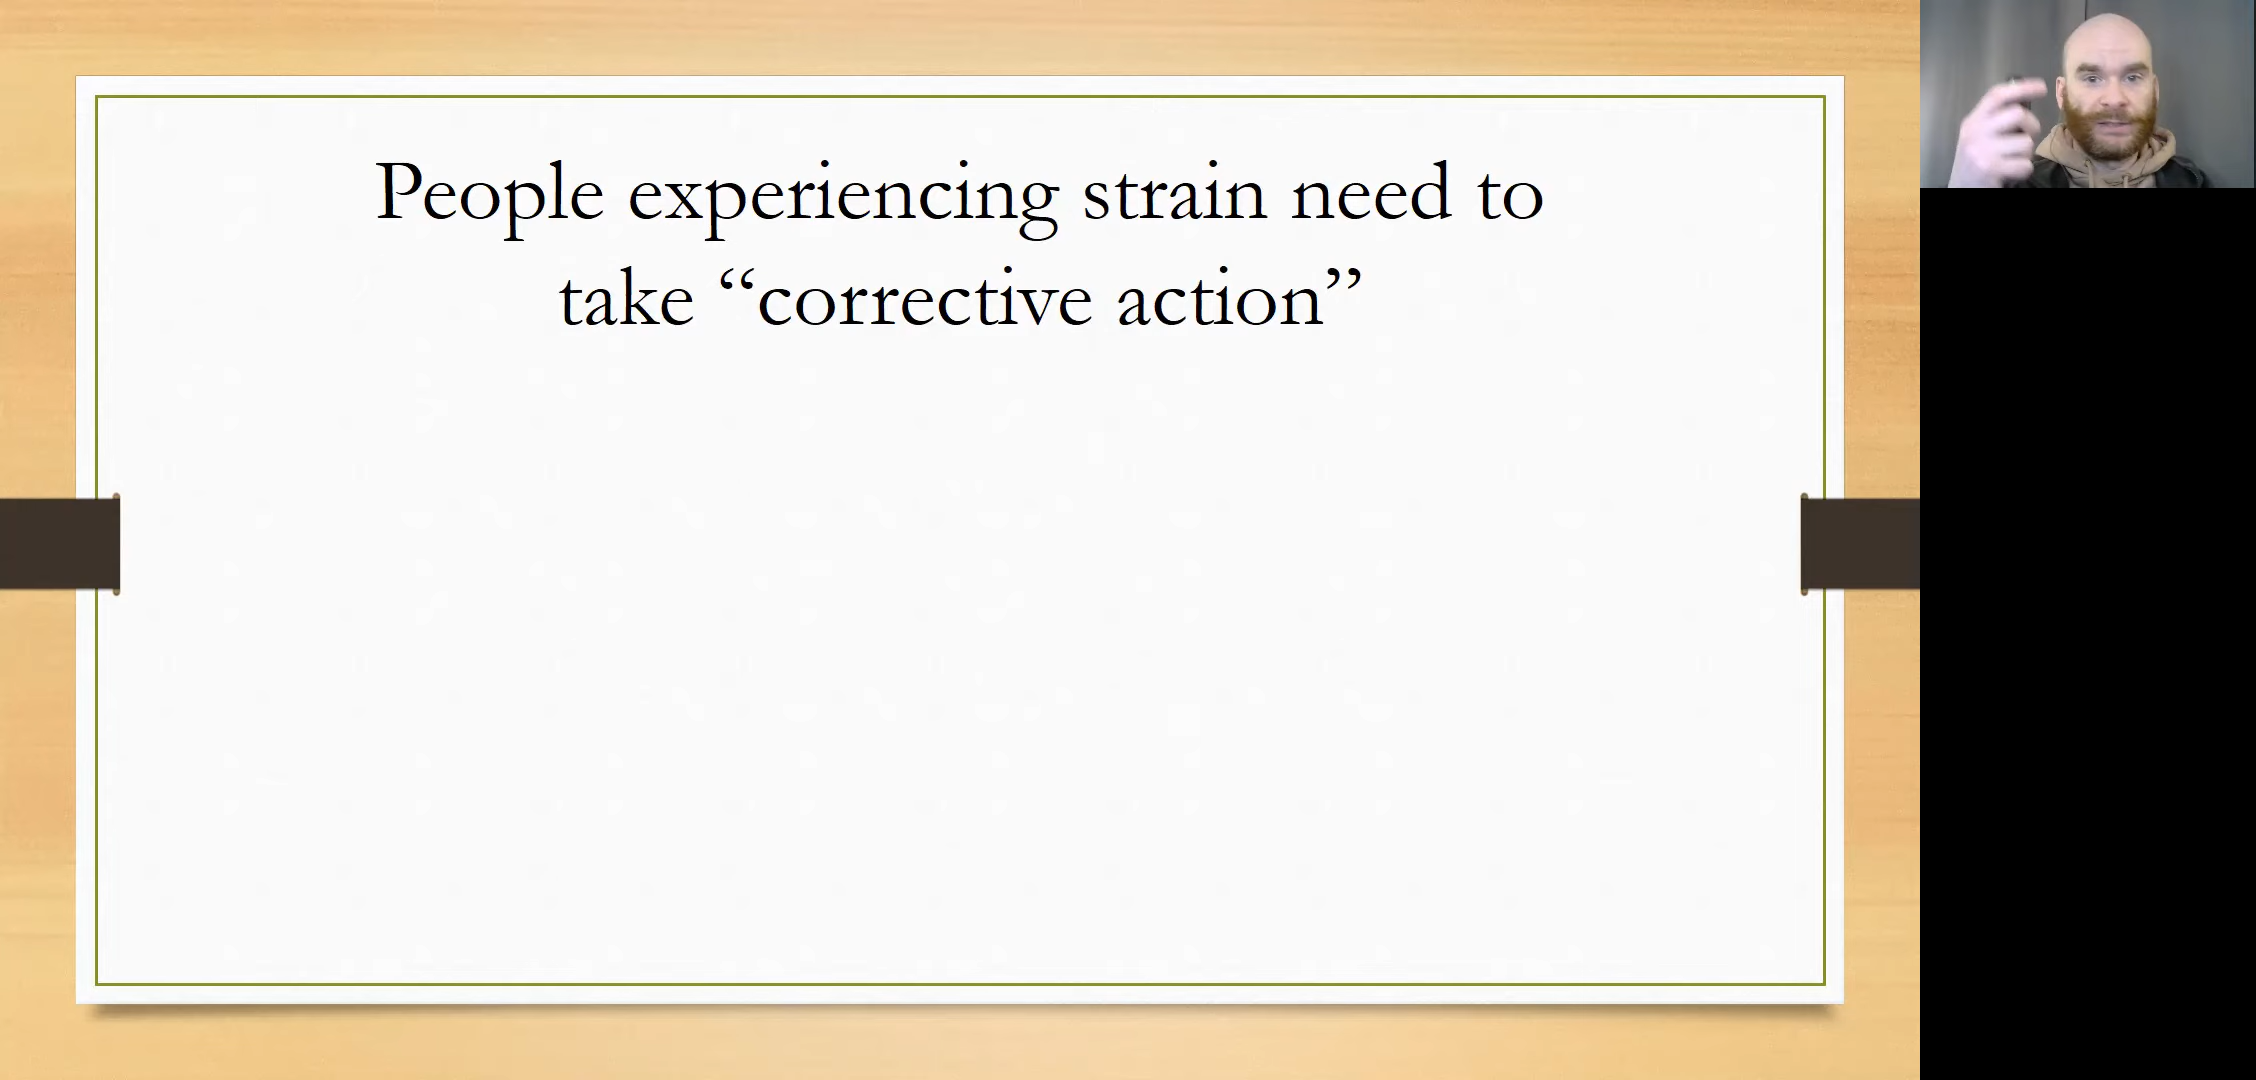 People experiencing strain need to
take “corrective action”